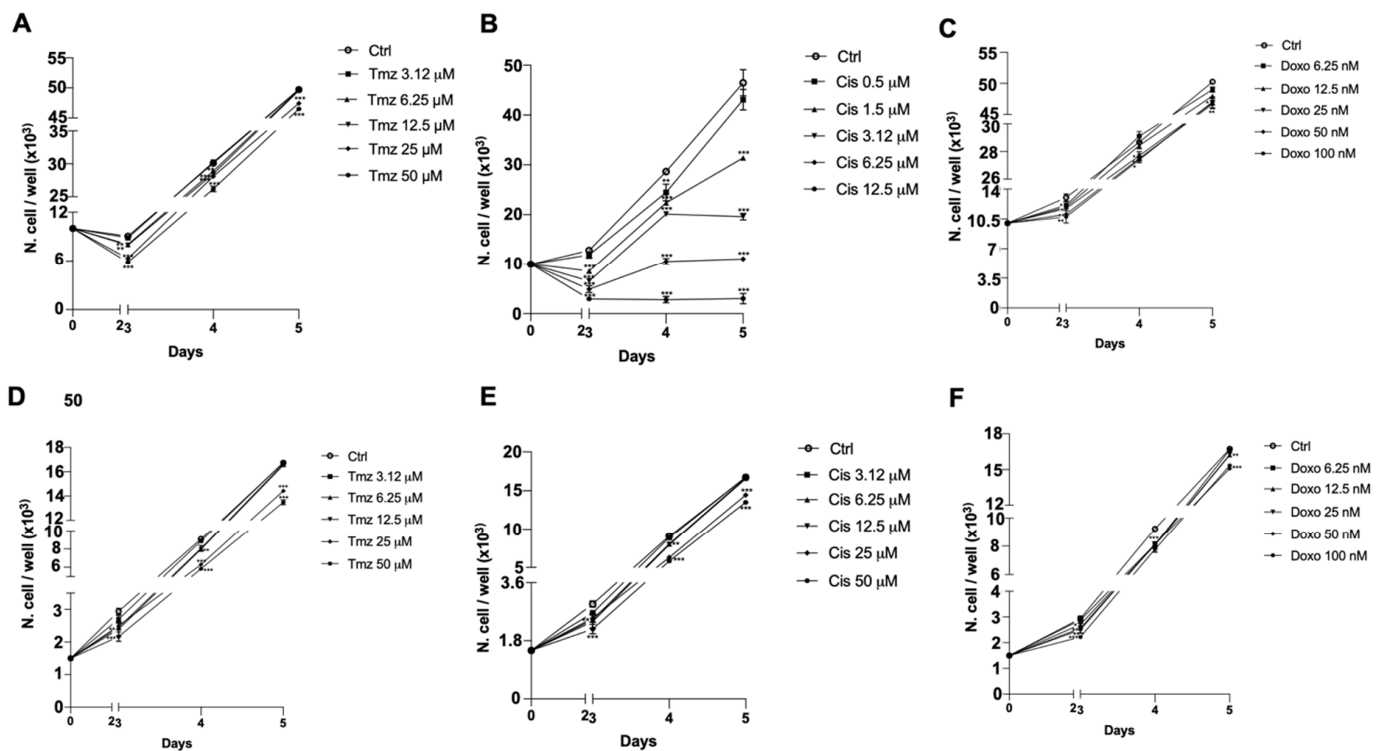 A
N. cell / well (x10³)
55
50
45
35
30
25
12
6
0
0
2
3
4
5
Days
Ctrl
Tmz 3.12 μM
Tmz 6.25 μM
Tmz 12.5 μM
Tmz 25 μM
Tmz 50 μM
B
N. cell / well (x10³)
50
40
30
20
10
0
0
2
3
4
5
Days
Ctrl
Cis 0.5 μM
Cis 1.5 μM
Cis 3.12 μM
Cis 6.25 μM
Cis 12.5 μM
C
N. cell / well (x10³)
55
50
45
30
28
26
14
10.5
7
3.5
0
0
2
3
4
5
Days
Ctrl
Doxo 6.25 nM
Doxo 12.5 nM
Doxo 25 nM
Doxo 50 nM
Doxo 100 nM
D
50
N. cell / well (x10³)
18
16
14
12
10
8
6
3
2
1
0
0
2
3
4
5
Days
Ctrl
Tmz 3.12 μM
Tmz 6.25 μM
Tmz 12.5 μM
Tmz 25 μM
Tmz 50 μM
E
N. cell / well (x10³)
20
15
10
5
3.6
1.8
0
0
2
3
4
5
Days
Ctrl
Cis 3.12 μM
Cis 6.25 μM
Cis 12.5 μM
Cis 25 μM
Cis 50 μM
F
N. cell / well (x10³)
18
15
12
10
8
6
4
3
2
1
0
0
2
3
4
5
Days
Ctrl
Doxo 6.25 nM
Doxo 12.5 nM
Doxo 25 nM
Doxo 50 nM
Doxo 100 nM